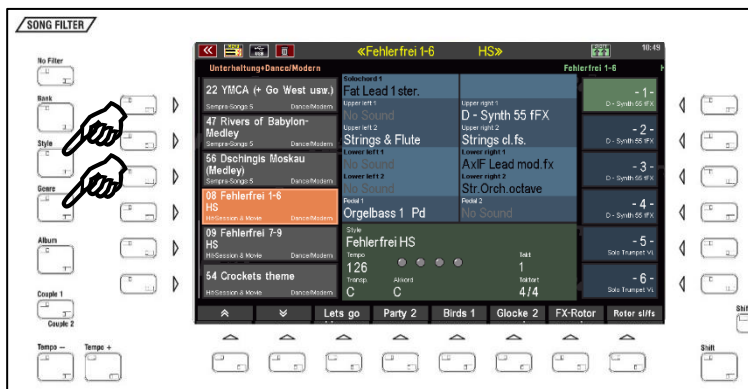 SONG FILTER
No Filter
Bank
Style
Genre
Album
Couple 1
Couple 2
Tempo − Tempo +
«Fehlerfrei 1-6 HS»
10:49
Unterhaltung+Dance/Modern
Fehlerfrei 1-6
22 YMCA (+ Go West usw.)
Sempra-Songs 5 Dance/Modern
47 Rivers of Babylon-
Medley
Sempra-Songs 5 Dance/Modern
56 Dschingis Moskau
(Medley)
Sempra-Songs 5 Dance/Modern
08 Fehlerfrei 1-6
HS
HitSession & Movie Dance/Modern
09 Fehlerfrei 7-9
HS
HitSession & Movie Dance/Modern
54 Crockets theme
HitSession & Movie Dance/Modern
Solochord 1
Fat Lead 1 ster.
Upper left 1 Upper right 1
No Sound D - Synth 55 fFX
Upper left 2 Upper right 2
Strings & Flute Strings cl.fs.
Lower left 1 Lower right 1
No Sound AxlF Lead mod.fx
Lower left 2 Lower right 2
No Sound Str.Orch.octave
Pedal 1 Pedal 2
Orgelbass 1 Pd No Sound
Style
Fehlerfrei HS
Tempo Takt
126 1
Transp. Akkord Taktart
C C 4/4
- 1 -
D - Synth 55 fFX
- 2 -
D - Synth 55 fFX
- 3 -
D - Synth 55 fFX
- 4 -
D - Synth 55 fFX
- 5 -
Solo Trumpet Vi.
- 6 -
Solo Trumpet Vi.
Lets go Party 2 Birds 1 Glocke 2 FX-Rotor Rotor sl/fs
Shift